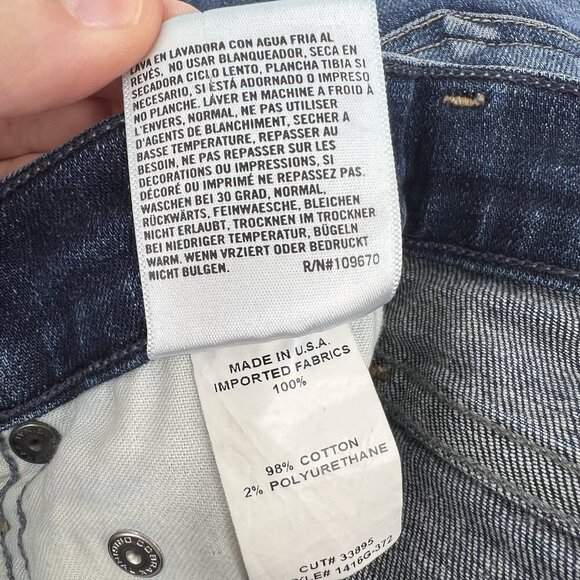 LAVA EN LAVADORA CON AGUA FRIA AL
REVÉS, NO USAR BLANQUEADOR, SECA EN
SECADORA CICLO LENTO, PLANCHA TIBIA SI
NECESARIO, SI ESTÁ ADORNADO O IMPRESO
NO PLANCHE. LÁVER EN MACHINE A FROID À
L'ENVERS, NORMAL, NE PAS UTILISER
D'AGENTS DE BLANCHIMENT, SECHER A
BASSE TEMPERATURE, REPASSER AU
BESOIN, NE PAS REPASSER SUR LES
DECORATIONS OU IMPRESSIONS, SI
DÉCORÉ OU IMPRIMÉ NE REPASSEZ PAS.
WASCHEN BEI 30 GRAD, NORMAL,
RÜCKWÄRTS, FEINWAESCHE, BLEICHEN
NICHT ERLAUBT, TROCKNEN IM TROCKNER
BEI NIEDRIGER TEMPERATUR, BÜGELN
WARM. WENN VRZIERT ODER BEDRUCKT
NICHT BULGEN. R/N#109670
MADE IN U.S.A.
IMPORTED FABRICS
100%
98% COTTON
2% POLYURETHANE
CUT# 33895
YLE# 1416G-372